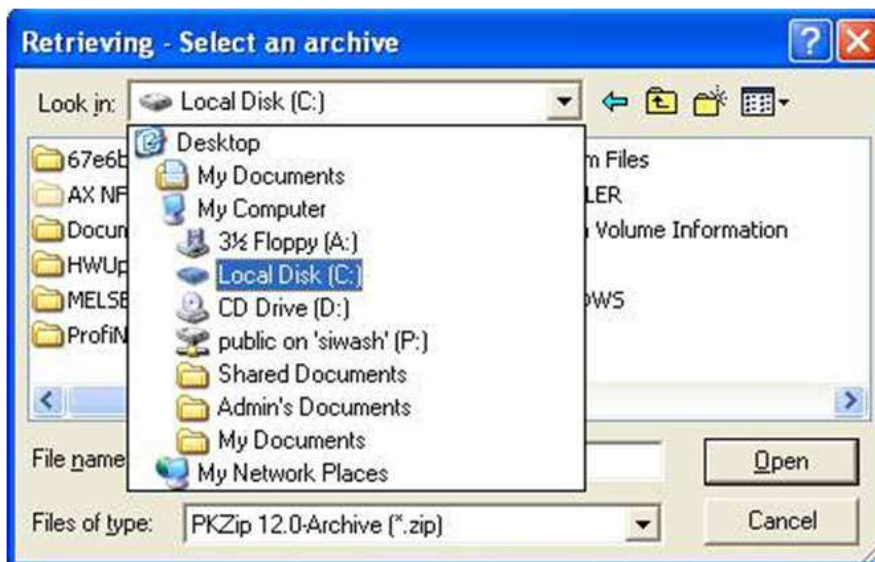 Retrieving - Select an archive
Look in: Local Disk (C:)
Desktop
My Documents
My Computer
3½ Floppy (A:)
Local Disk (C:)
CD Drive (D:)
public on 'siwash' (P:)
Shared Documents
Admin's Documents
My Documents
My Network Places
67e6b
AX NF
Docum
HWUp
MELSE
ProfiN
m Files
LER
Volume Information
OWS
File name
Open
Files of type: PKZip 12.0-Archive (*.zip)
Cancel